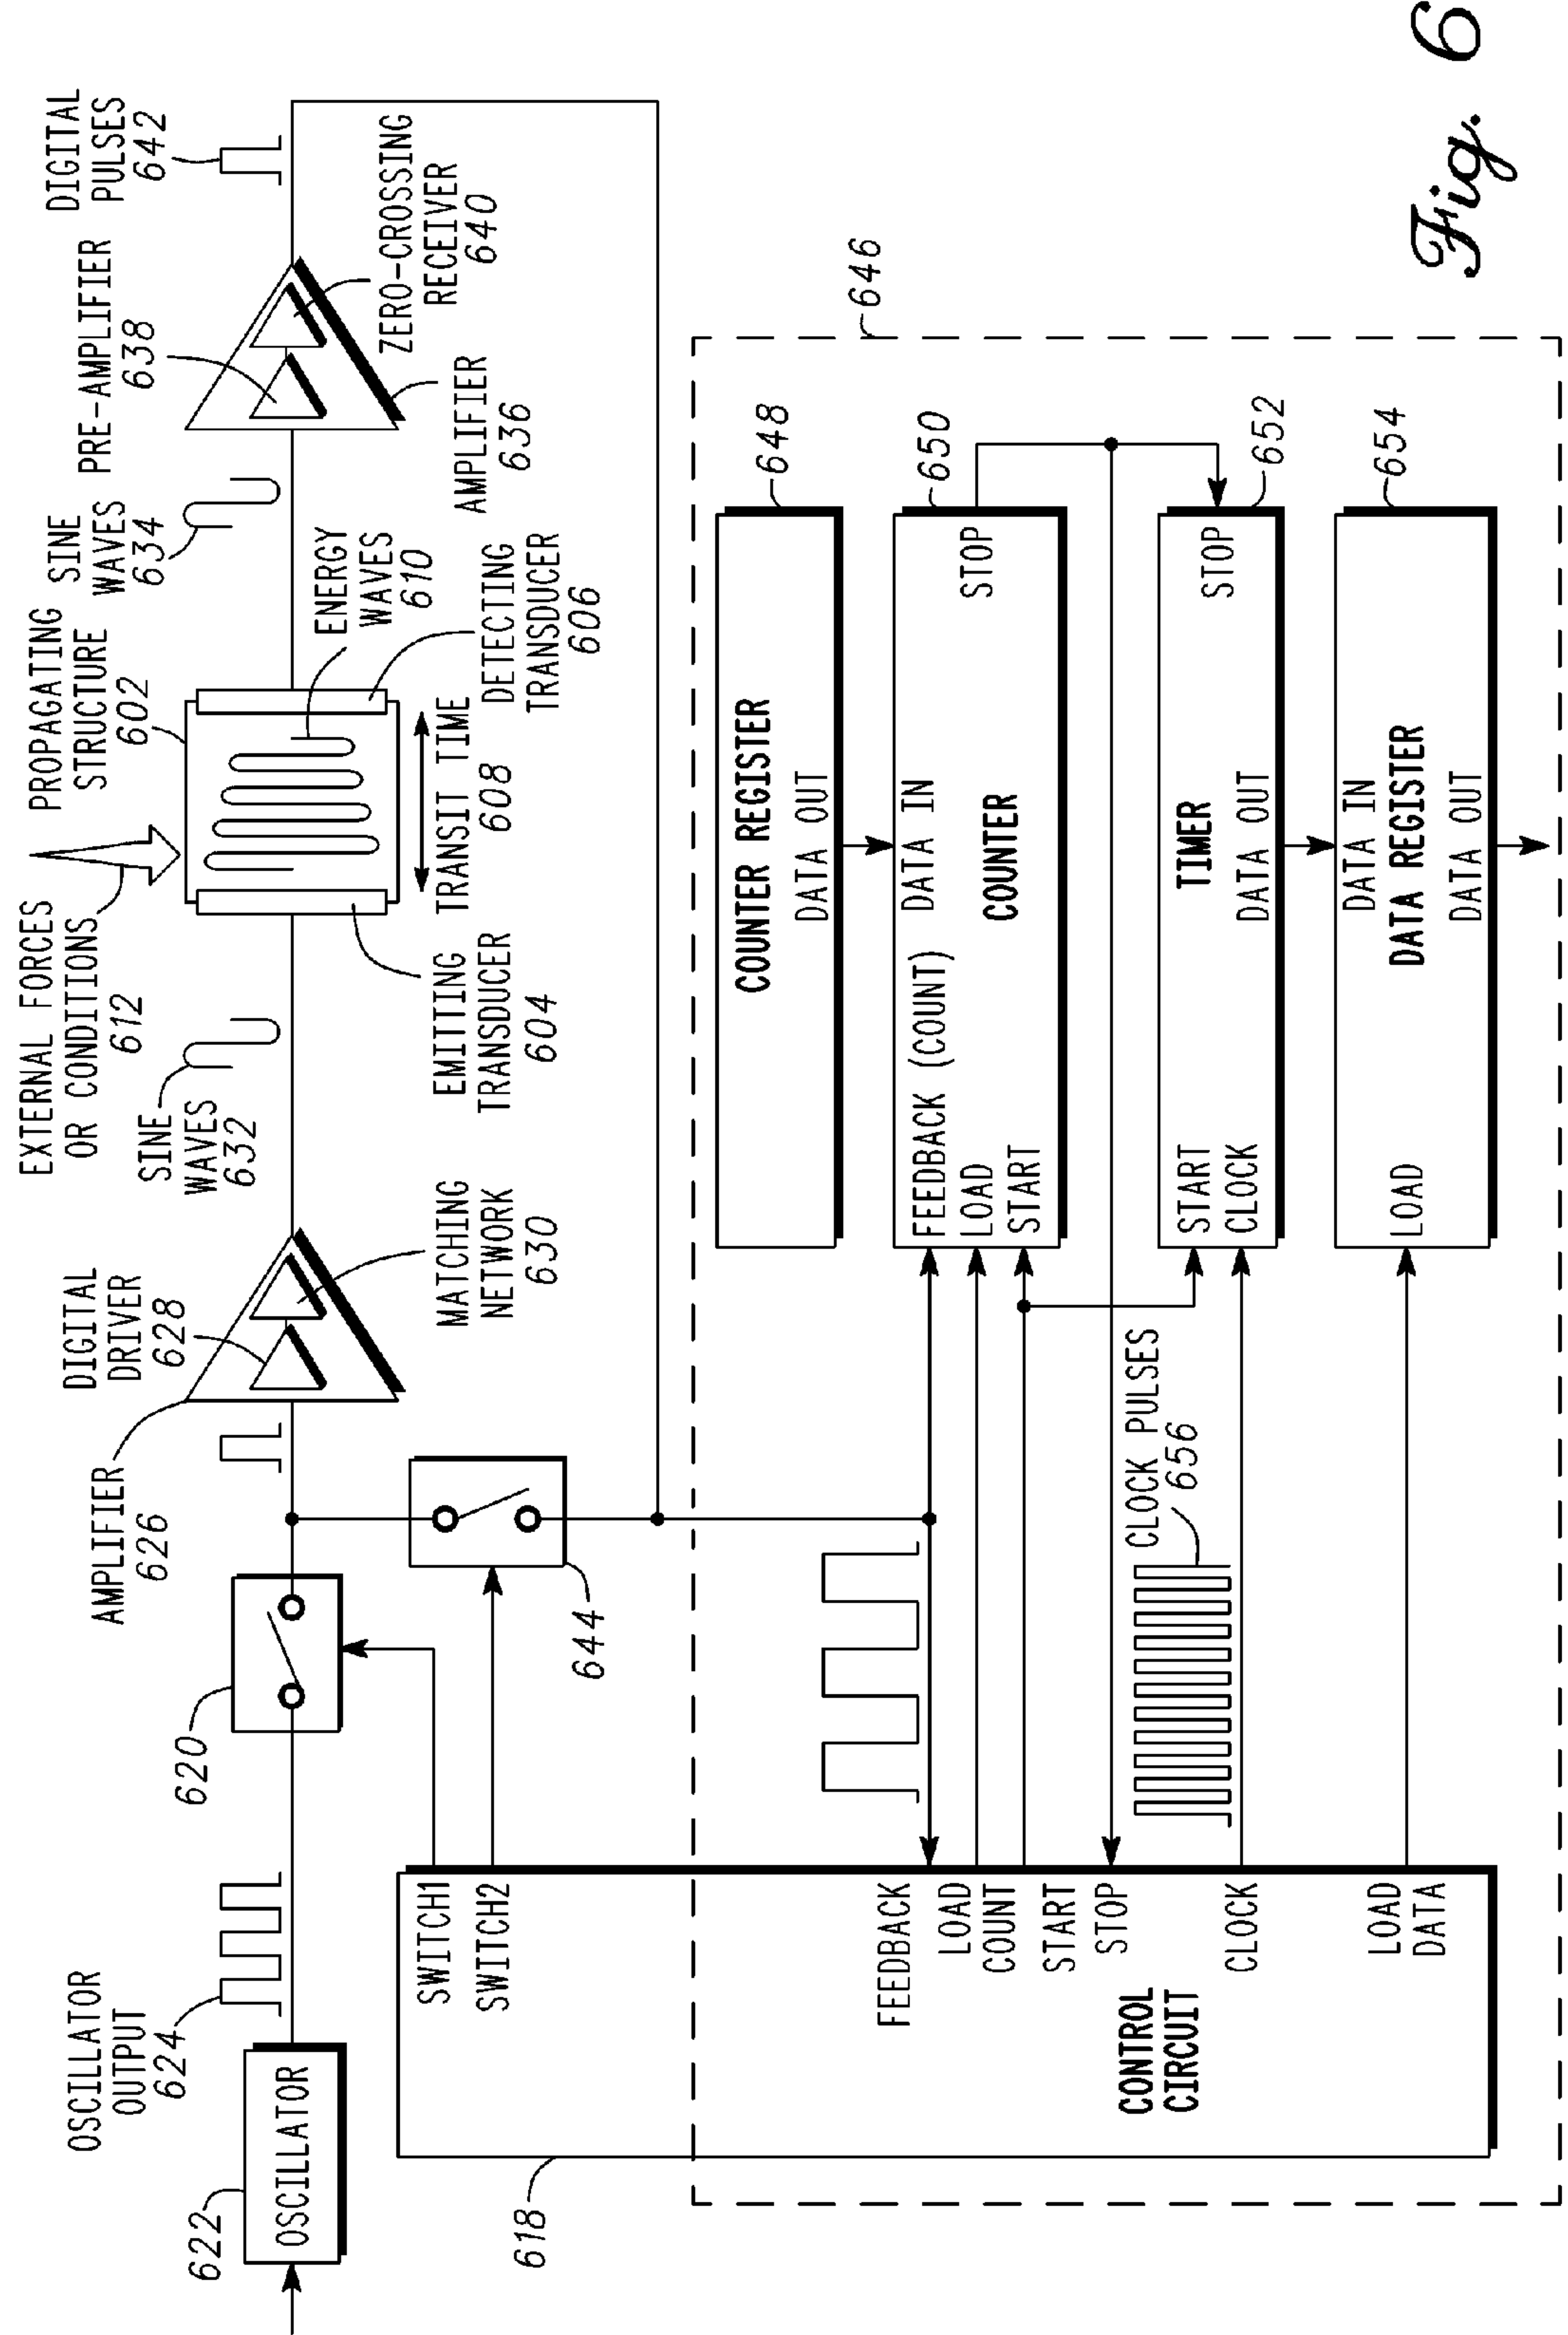 OSCILLATOR
OUTPUT
624
622
OSCILLATOR
620
AMPLIFIER
626
DIGITAL
DRIVER
628
MATCHING
NETWORK
630
SINE
WAVES
632
EXTERNAL FORCES
OR CONDITIONS
612
PROPAGATING
STRUCTURE
602
EMITTING
TRANSDUCER
604
TRANSIT TIME
608
ENERGY
WAVES
610
DETECTING
TRANSDUCER
606
SINE
WAVES
634
PRE-AMPLIFIER
638
AMPLIFIER
636
ZERO-CROSSING
RECEIVER
640
DIGITAL
PULSES
642
644
618
SWITCH1
SWITCH2
FEEDBACK
LOAD
COUNT
START
STOP
CLOCK
LOAD
DATA
CONTROL
CIRCUIT
CLOCK PULSES
656
646
COUNTER REGISTER
DATA OUT
648
FEEDBACK (COUNT)
LOAD
START
DATA IN
COUNTER
STOP
650
START
CLOCK
TIMER
DATA OUT
STOP
652
LOAD
DATA IN
DATA REGISTER
DATA OUT
654
Fig. 6